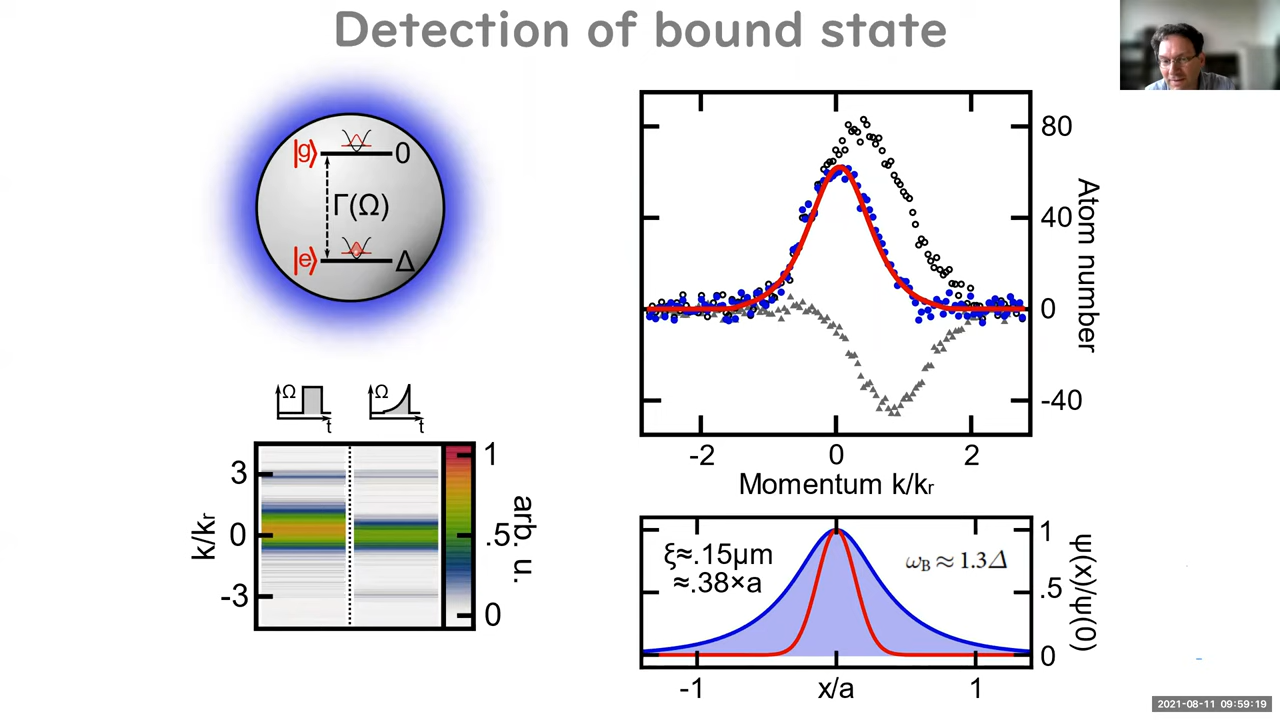 Detection of bound state
|g⟩ 0
Γ(Ω)
|e⟩ Δ
Ω
t
Ω
t
3
0
-3
k/kr
1
.5
0
arb. u.
80
40
0
-40
Atom number
-2 0 2
Momentum k/kr
ξ≈.15μm
≈.38×a
ωB ≈ 1.3Δ
1
.5
0
ψ(x)/ψ(0)
-1 x/a 1
2021-08-11 09:59:19